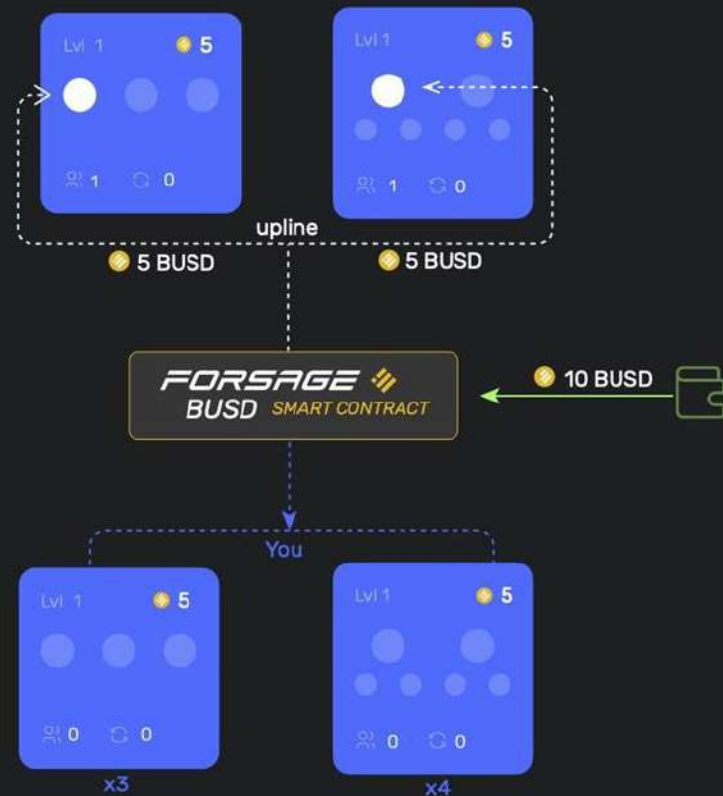 Lvl 1 5
Lvl 1 5
1 0
1 0
upline
5 BUSD
5 BUSD
FORSAGE
BUSD SMART CONTRACT
10 BUSD
You
Lvl 1 5
Lvl 1 5
0 0
0 0
x3
x4